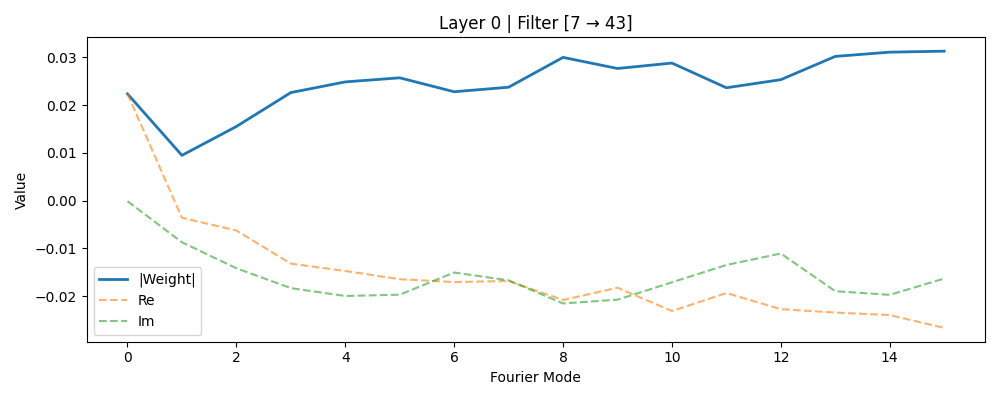 Layer 0 | Filter [7 → 43]
0.03
0.02
0.01
0.00
−0.01
−0.02
Value
|Weight|
Re
Im
0 2 4 6 8 10 12 14
Fourier Mode